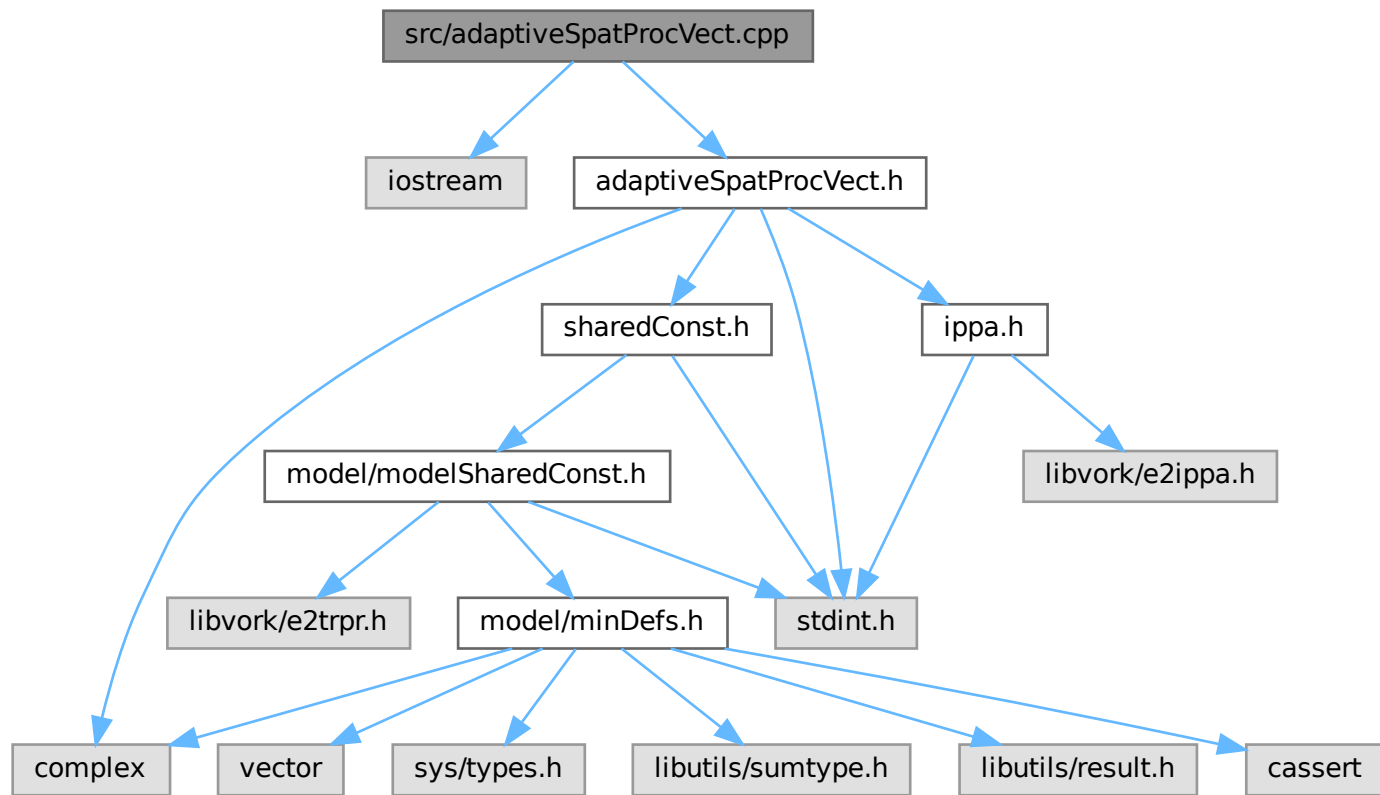 src/adaptiveSpatProcVect.cpp
iostream
adaptiveSpatProcVect.h
sharedConst.h
ippa.h
model/modelSharedConst.h
libvork/e2ippa.h
libvork/e2trpr.h
model/minDefs.h
stdint.h
complex
vector
sys/types.h
libutils/sumtype.h
libutils/result.h
cassert